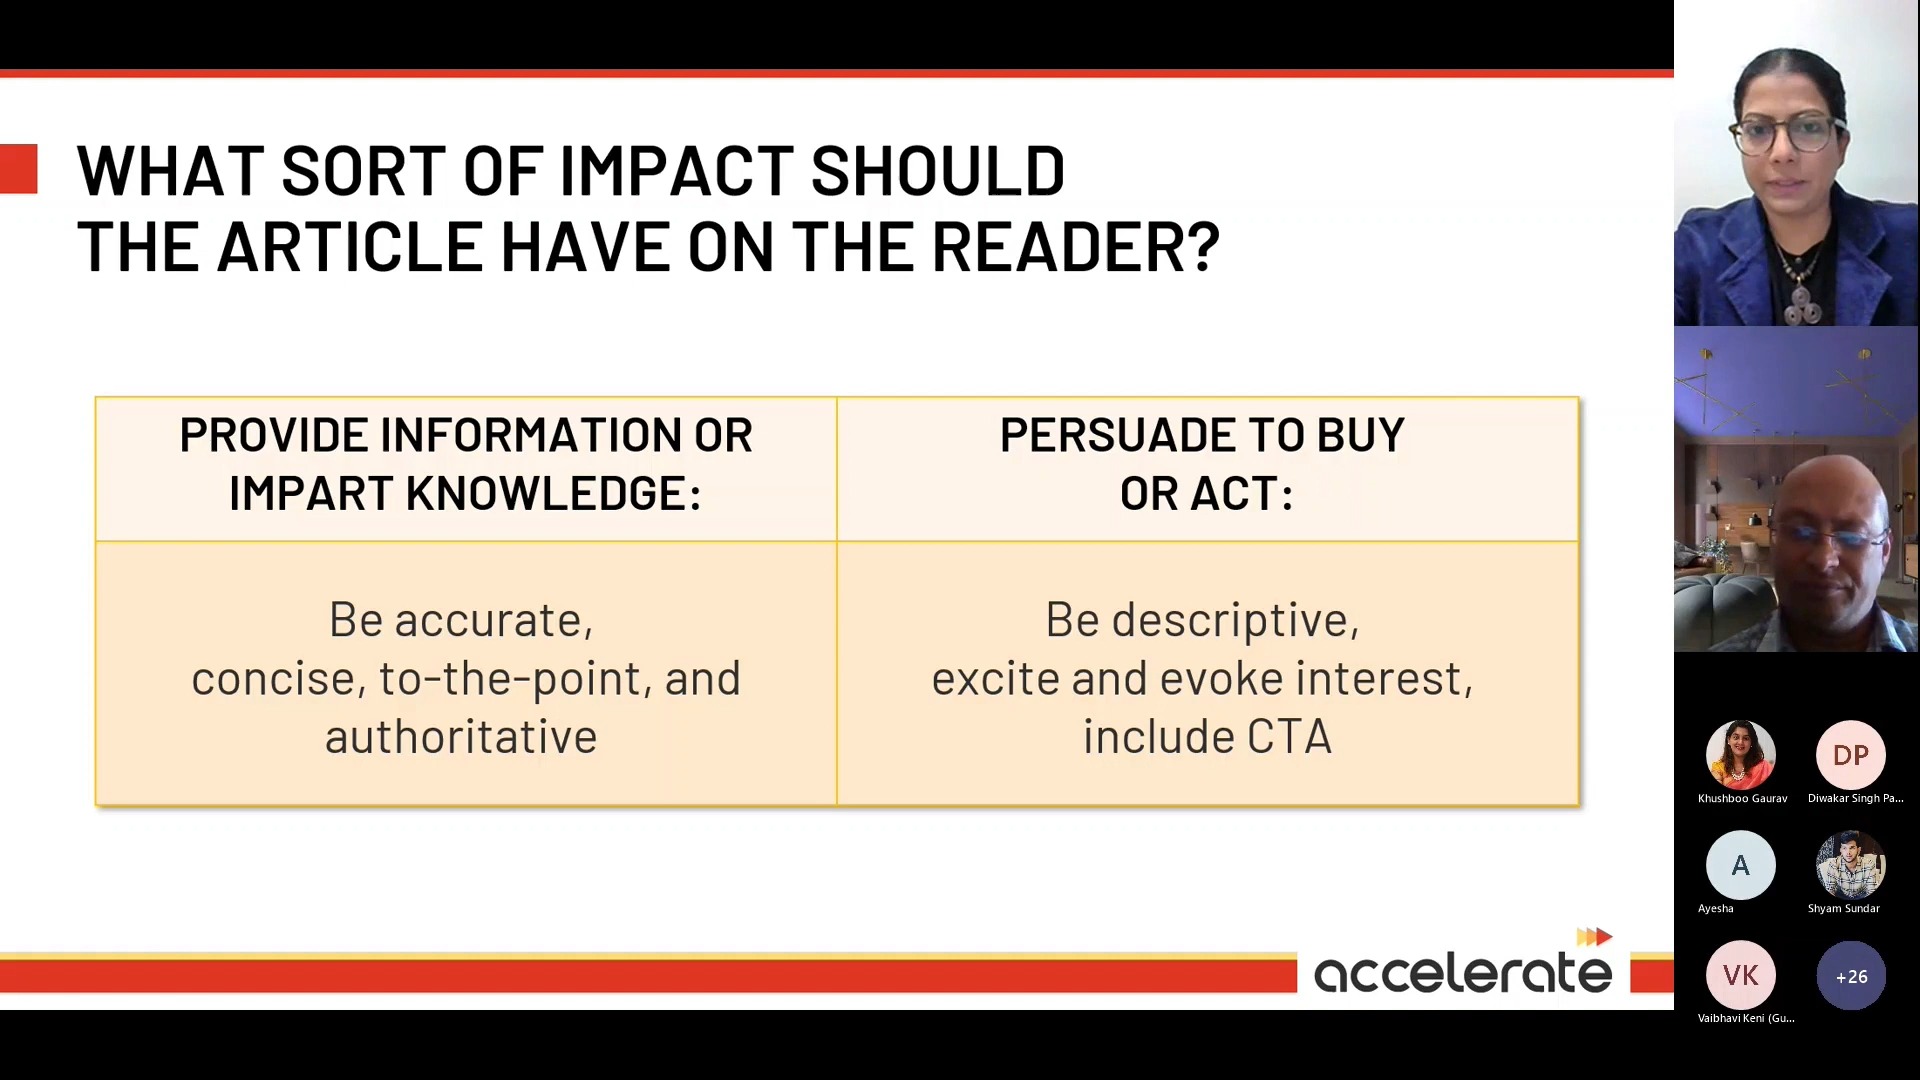 WHAT SORT OF IMPACT SHOULD
THE ARTICLE HAVE ON THE READER?
PROVIDE INFORMATION OR
IMPART KNOWLEDGE:
PERSUADE TO BUY
OR ACT:
Be accurate,
concise, to-the-point, and
authoritative
Be descriptive,
excite and evoke interest,
include CTA
accelerate
Khushboo Gaurav
DP
Diwakar Singh Pa...
A
Ayesha
Shyam Sundar
VK
Vaibhavi Keni (Gu...
+26